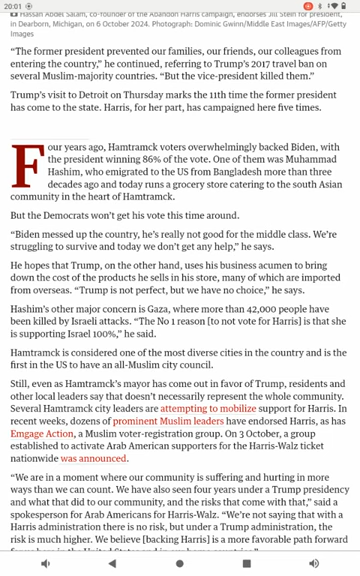 20:01
Hassan Abdel Salam, co-founder of the Abandon Harris campaign, endorses Jill Stein for president,
in Dearborn, Michigan, on 6 October 2024. Photograph: Dominic Gwinn/Middle East Images/AFP/Getty
Images
“The former president prevented our families, our friends, our colleagues from
entering the country,” he continued, referring to Trump’s 2017 travel ban on
several Muslim-majority countries. “But the vice-president killed them.”
Trump’s visit to Detroit on Thursday marks the 11th time the former president
has come to the state. Harris, for her part, has campaigned here five times.
Four years ago, Hamtramck voters overwhelmingly backed Biden, with
the president winning 86% of the vote. One of them was Muhammad
Hashim, who emigrated to the US from Bangladesh more than three
decades ago and today runs a grocery store catering to the south Asian
community in the heart of Hamtramck.
But the Democrats won’t get his vote this time around.
“Biden messed up the country, he’s really not good for the middle class. We’re
struggling to survive and today we don’t get any help,” he says.
He hopes that Trump, on the other hand, uses his business acumen to bring
down the cost of the products he sells in his store, many of which are imported
from overseas. “Trump is not perfect, but we have no choice,” he says.
Hashim’s other major concern is Gaza, where more than 42,000 people have
been killed by Israeli attacks. “The No 1 reason [to not vote for Harris] is that she
is supporting Israel 100%,” he said.
Hamtramck is considered one of the most diverse cities in the country and is the
first in the US to have an all-Muslim city council.
Still, even as Hamtramck’s mayor has come out in favor of Trump, residents and
other local leaders say that doesn’t necessarily represent the whole community.
Several Hamtramck city leaders are attempting to mobilize support for Harris. In
recent weeks, dozens of prominent Muslim leaders have endorsed Harris, as has
Emgage Action, a Muslim voter-registration group. On 3 October, a group
established to activate Arab American supporters for the Harris-Walz ticket
nationwide was announced.
“We are in a moment where our community is suffering and hurting in more
ways than we can count. We have also seen four years under a Trump presidency
and what that did to our community, and the risks that come with that,” said a
spokesperson for Arab Americans for Harris-Walz. “We’re not saying that with a
Harris administration there is no risk, but under a Trump administration, the
risk is much higher. We believe [backing Harris] is a more favorable path forward